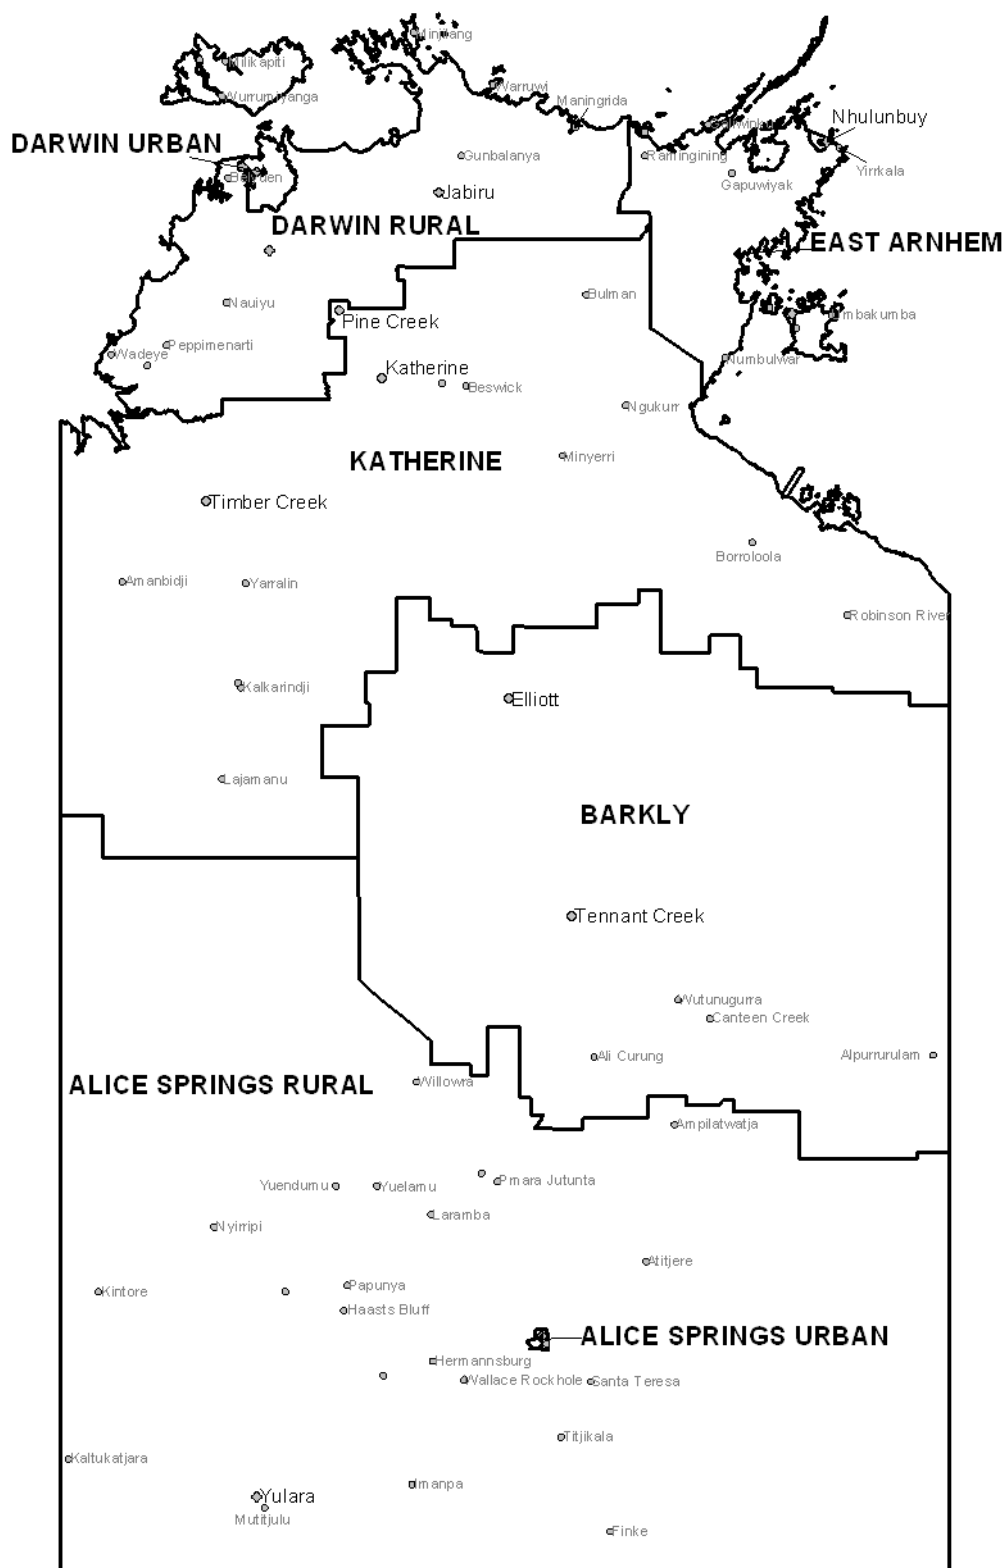 Minjilang
Milikapiti
Wurrumiyanga
Warruwi
Maningrida
Nhulunbuy
DARWIN URBAN
Gunbalanya
Ramingining
Yirrkala
Gapuwiyak
Jabiru
DARWIN RURAL
EAST ARNHEM
Bulman
Nauiyu
Pine Creek
Umbakumba
Peppimenarti
Wadeye
Numbulwar
Katherine
Beswick
Ngukurr
Minyerri
KATHERINE
Timber Creek
Borroloola
Amanbidji
Yarralin
Robinson River
Kalkarindji
Elliott
Lajamanu
BARKLY
Tennant Creek
Wutunugurra
Canteen Creek
Ali Curung
Alpurrurulam
ALICE SPRINGS RURAL
Willowra
Ampilatwatja
Yuendumu
Yuelamu
Pmara Jutunta
Laramba
Nyirripi
Atitjere
Kintore
Papunya
Haasts Bluff
ALICE SPRINGS URBAN
Hermannsburg
Wallace Rockhole
Santa Teresa
Titjikala
Kaltukatjara
Imanpa
Yulara
Mutitjulu
Finke